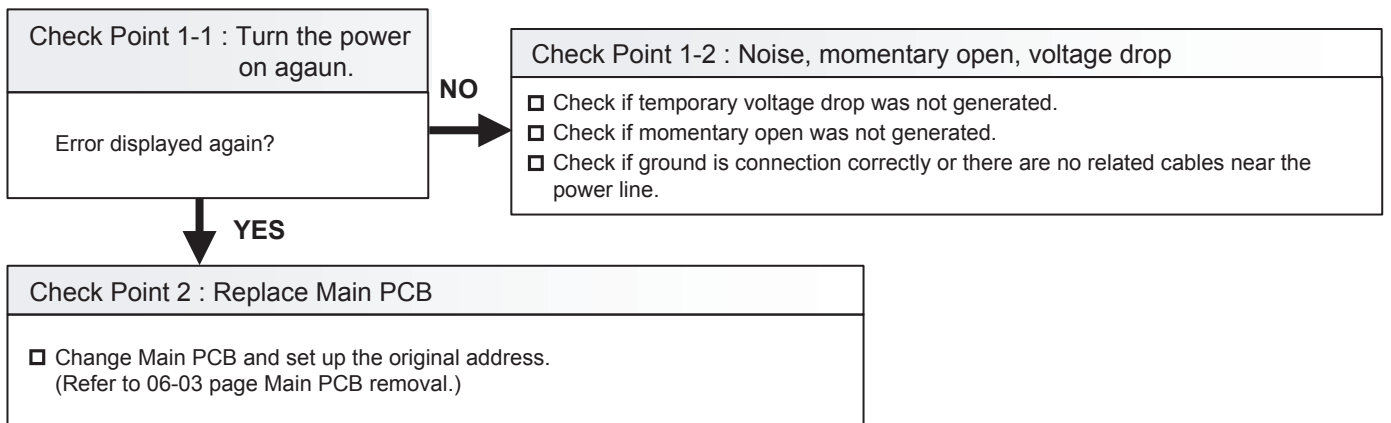 Check Point 1-1 : Turn the power
on agaun.
Error displayed again?
NO
Check Point 1-2 : Noise, momentary open, voltage drop
Check if temporary voltage drop was not generated.
Check if momentary open was not generated.
Check if ground is connection correctly or there are no related cables near the
power line.
YES
Check Point 2 : Replace Main PCB
Change Main PCB and set up the original address.
(Refer to 06-03 page Main PCB removal.)